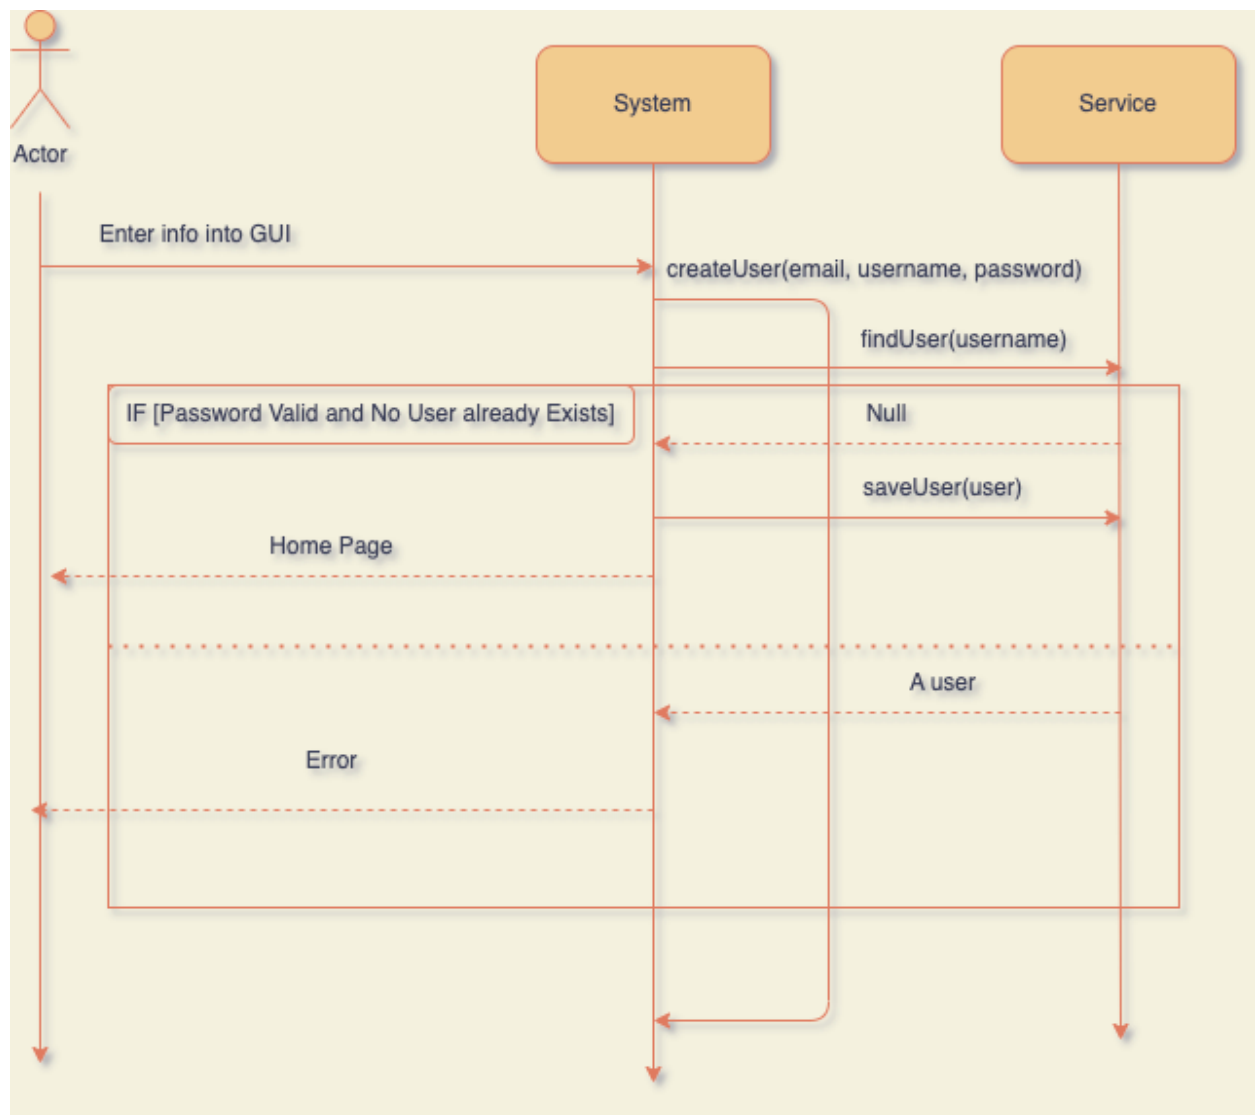 System
Service
Actor
Enter info into GUI
createUser(email, username, password)
findUser(username)
IF [Password Valid and No User already Exists]
Null
saveUser(user)
Home Page
A user
Error